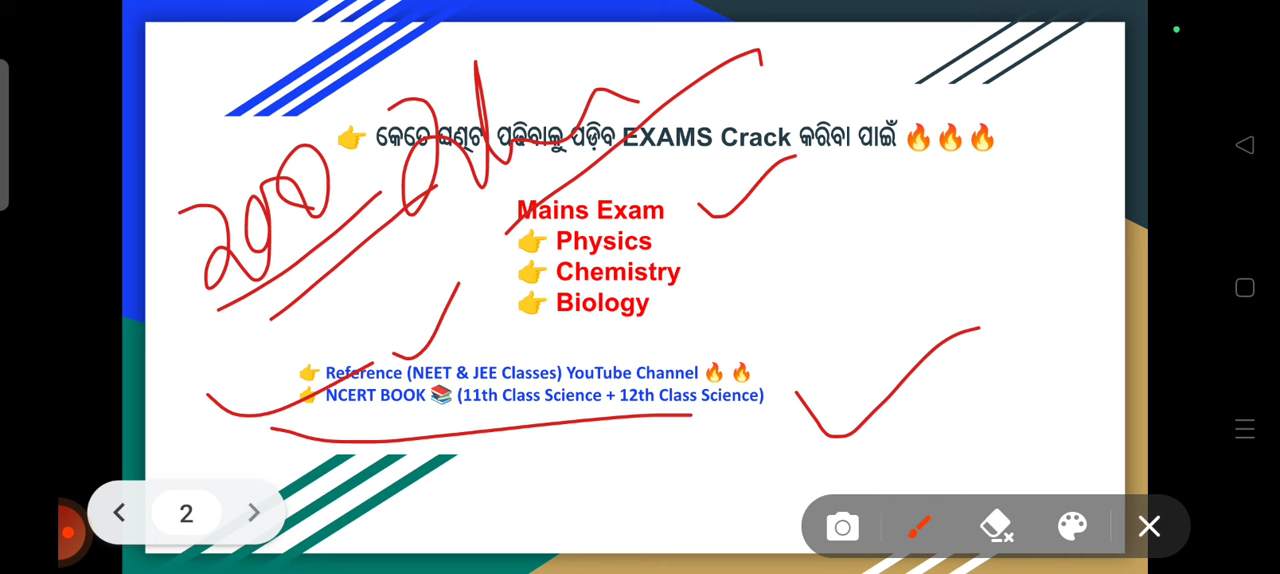 👉 କେତେ ଘଣ୍ଟା ପଢିବାକୁ ପଡ଼ିବ EXAMS Crack କରିବା ପାଇଁ 🔥🔥🔥
Mains Exam
👉 Physics
👉 Chemistry
👉 Biology
👉 Reference (NEET & JEE Classes) YouTube Channel 🔥 🔥
👉 NCERT BOOK 📚 (11th Class Science + 12th Class Science)
2